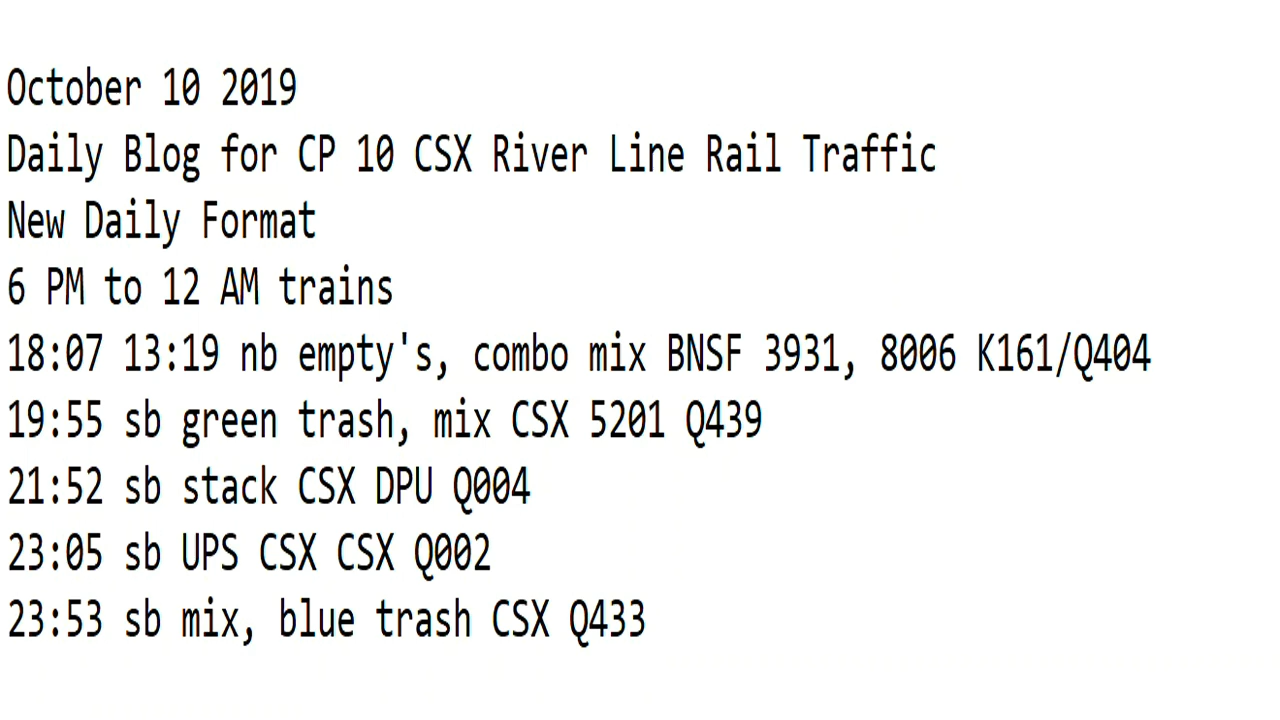 October 10 2019
Daily Blog for CP 10 CSX River Line Rail Traffic
New Daily Format
6 PM to 12 AM trains
18:07 13:19 nb empty's, combo mix BNSF 3931, 8006 K161/Q404
19:55 sb green trash, mix CSX 5201 Q439
21:52 sb stack CSX DPU Q004
23:05 sb UPS CSX CSX Q002
23:53 sb mix, blue trash CSX Q433